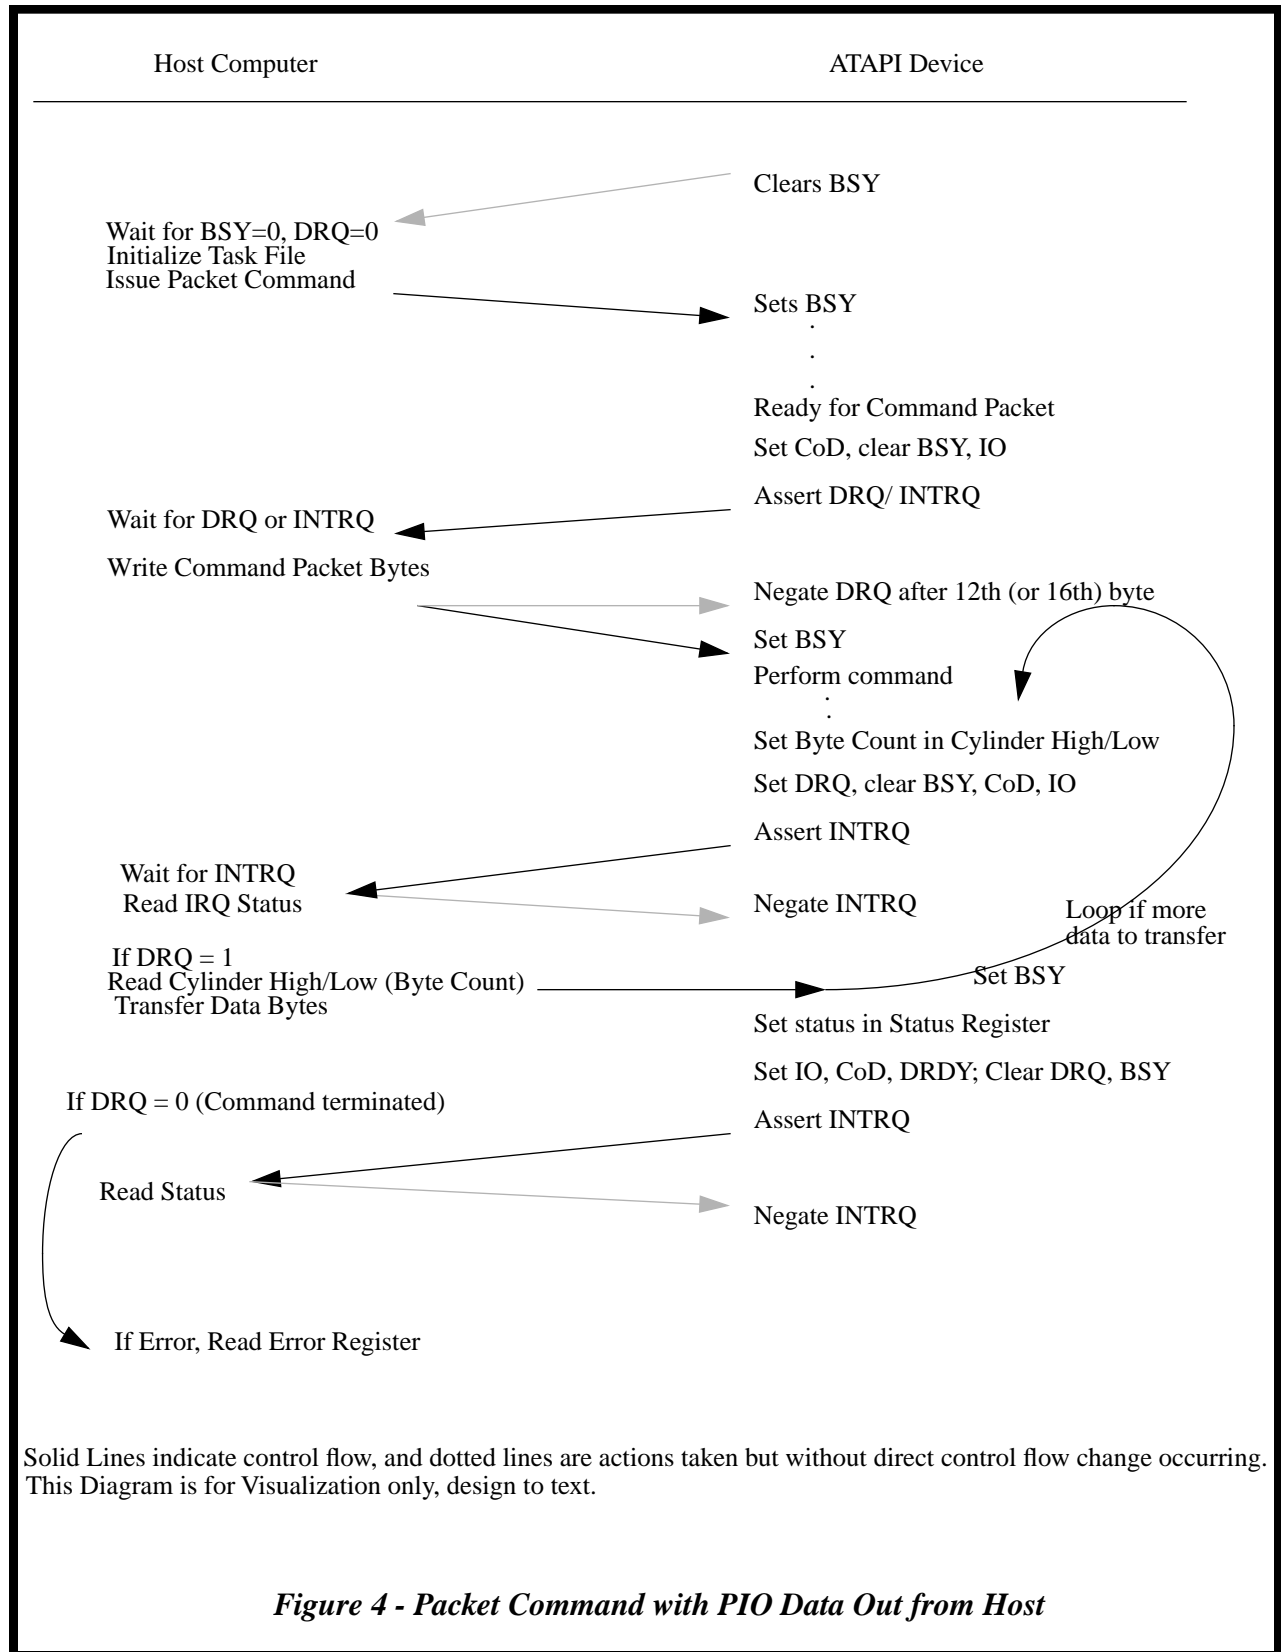 Host Computer
ATAPI Device
Clears BSY
Wait for BSY=0, DRQ=0
Initialize Task File
Issue Packet Command
Sets BSY
.
.
.
Ready for Command Packet
Set CoD, clear BSY, IO
Assert DRQ/ INTRQ
Wait for DRQ or INTRQ
Write Command Packet Bytes
Negate DRQ after 12th (or 16th) byte
Set BSY
Perform command
.
.
Set Byte Count in Cylinder High/Low
Set DRQ, clear BSY, CoD, IO
Assert INTRQ
Wait for INTRQ
Read IRQ Status
Negate INTRQ
Loop if more
data to transfer
If DRQ = 1
Read Cylinder High/Low (Byte Count)
Transfer Data Bytes
Set BSY
Set status in Status Register
Set IO, CoD, DRDY; Clear DRQ, BSY
If DRQ = 0 (Command terminated)
Assert INTRQ
Read Status
Negate INTRQ
If Error, Read Error Register
Solid Lines indicate control flow, and dotted lines are actions taken but without direct control flow change occurring.
This Diagram is for Visualization only, design to text.
Figure 4 - Packet Command with PIO Data Out from Host